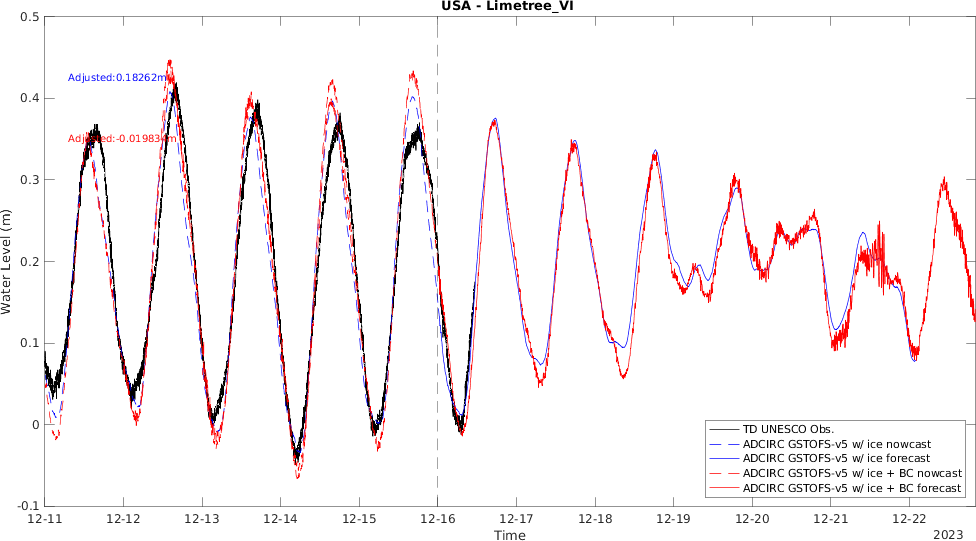 USA - Limetree_VI
0.5
Adjusted:0.18262m
0.4
Adjusted:-0.019834m
0.3
0.2
0.1
0
-0.1
Water Level (m)
TD UNESCO Obs.
ADCIRC GSTOFS-v5 w/ ice nowcast
ADCIRC GSTOFS-v5 w/ ice forecast
ADCIRC GSTOFS-v5 w/ ice + BC nowcast
ADCIRC GSTOFS-v5 w/ ice + BC forecast
12-11 12-12 12-13 12-14 12-15 12-16 12-17 12-18 12-19 12-20 12-21 12-22
Time
2023